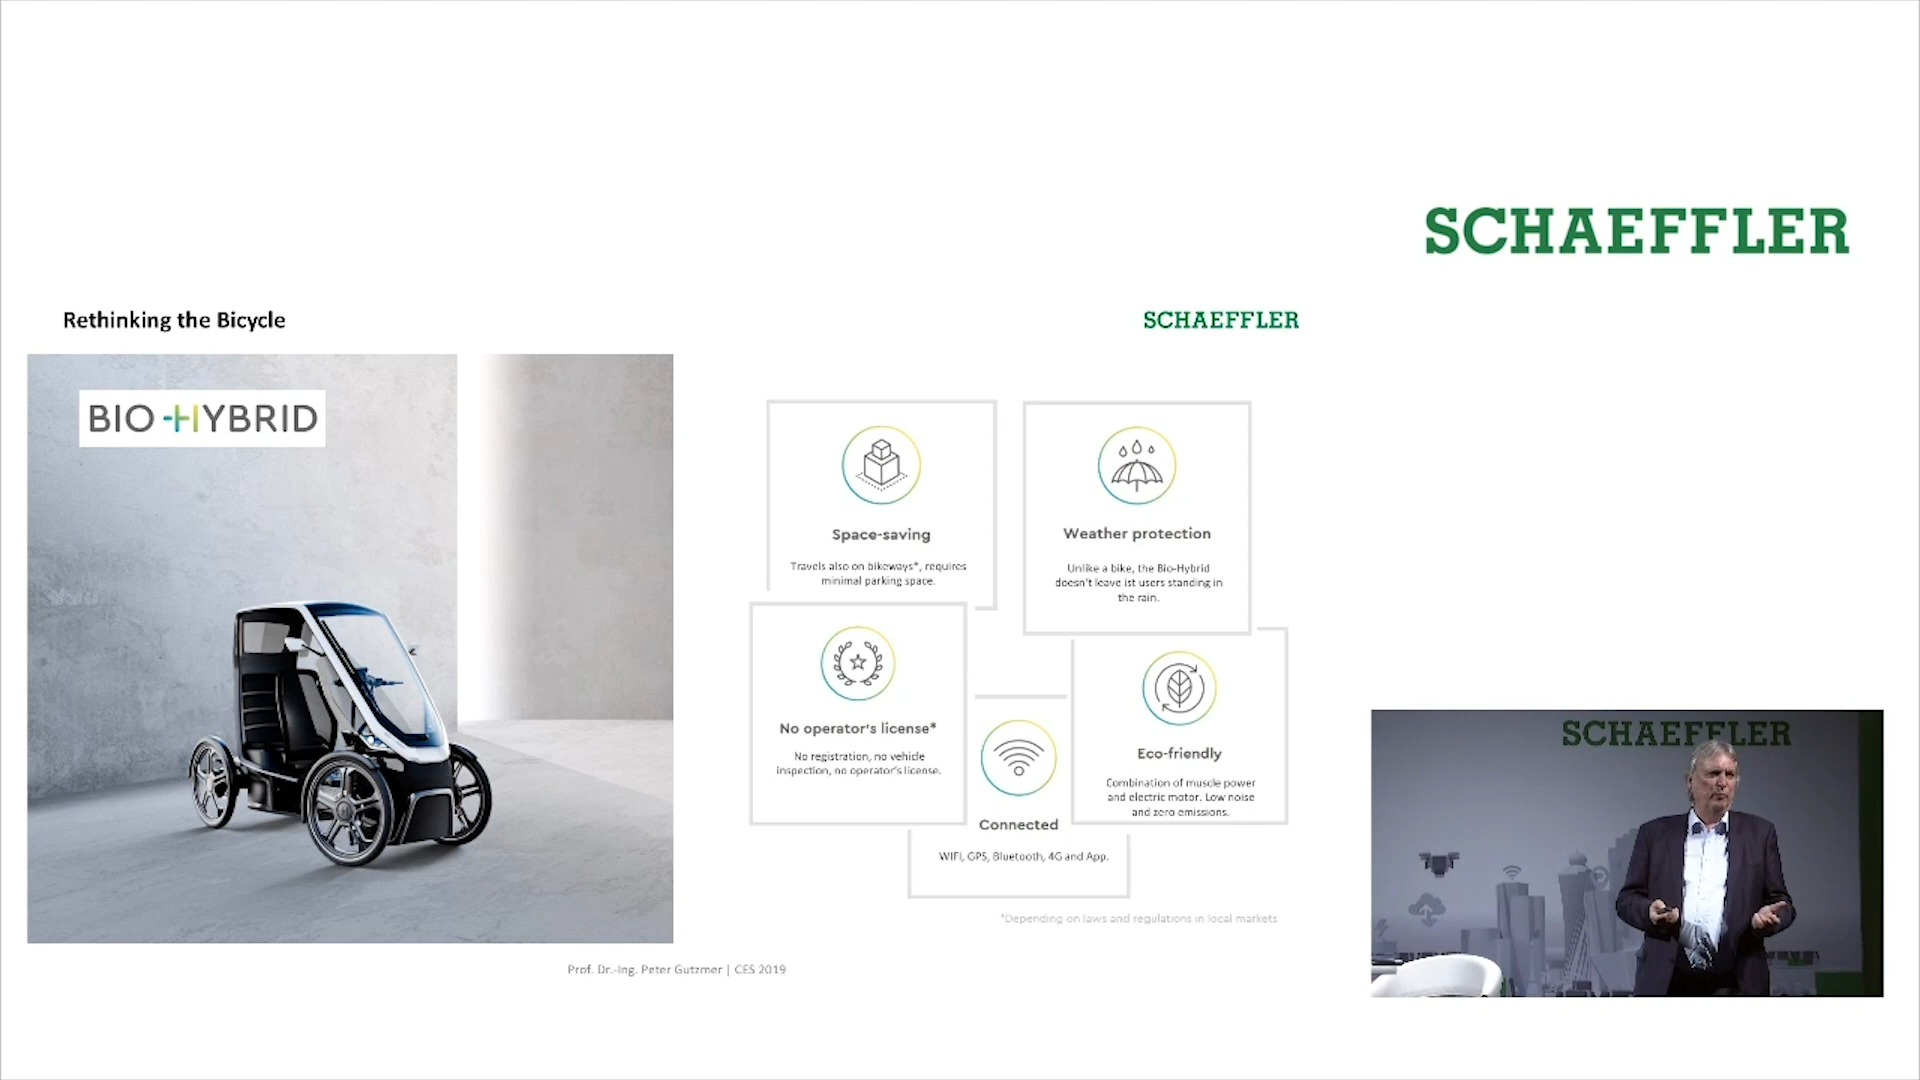 SCHAEFFLER
Rethinking the Bicycle
SCHAEFFLER
BIO-HYBRID
Space-saving
Travels also on bikeways*, requires
minimal parking space.
Weather protection
Unlike a bike, the Bio-Hybrid
doesn't leave ist users standing in
the rain.
No operator's license*
No registration, no vehicle
inspection, no operator's license.
Eco-friendly
Combination of muscle power
and electric motor. Low noise
and zero emissions.
Connected
WIFI, GPS, Bluetooth, 4G and App.
*Depending on laws and regulations in local markets
Prof. Dr.-Ing. Peter Gutzmer | CES 2019
SCHAEFFLER